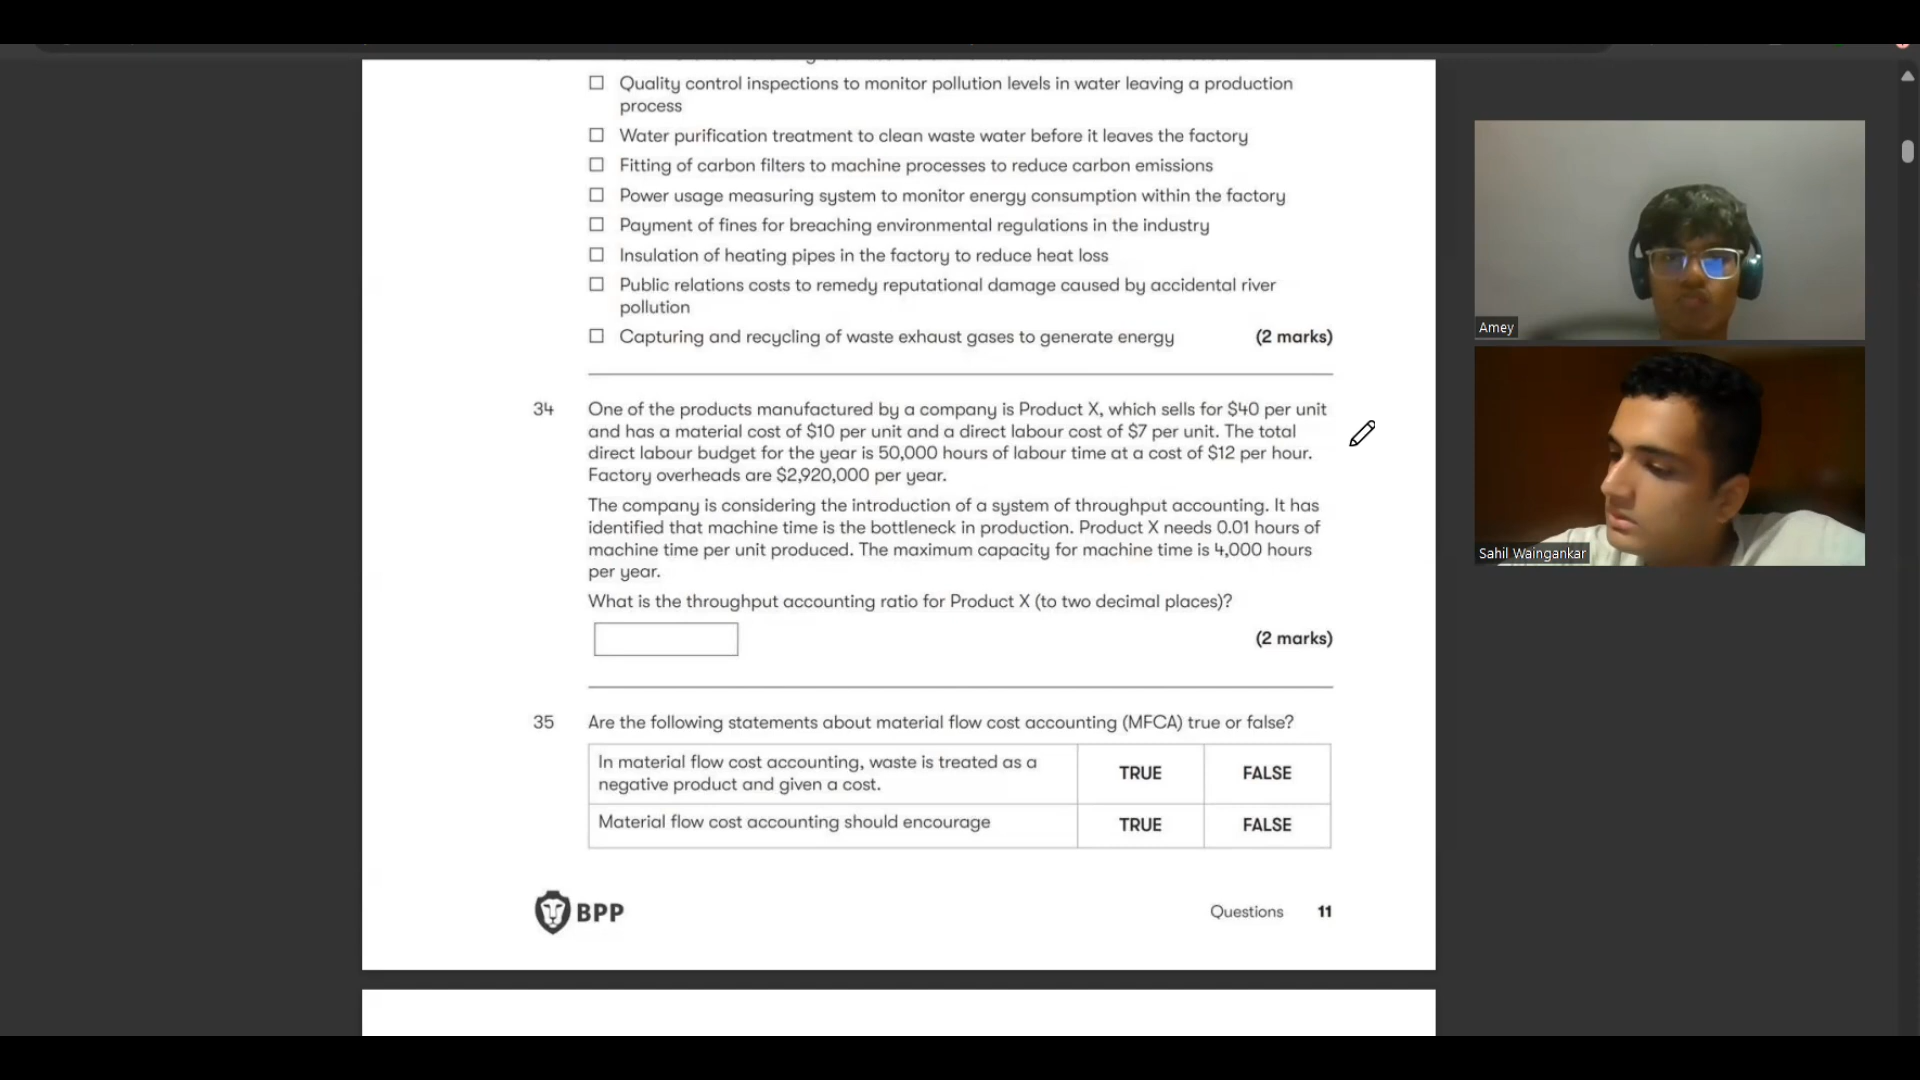 Quality control inspections to monitor pollution levels in water leaving a production
process
Water purification treatment to clean waste water before it leaves the factory
Fitting of carbon filters to machine processes to reduce carbon emissions
Power usage measuring system to monitor energy consumption within the factory
Payment of fines for breaching environmental regulations in the industry
Insulation of heating pipes in the factory to reduce heat loss
Public relations costs to remedy reputational damage caused by accidental river
pollution
Capturing and recycling of waste exhaust gases to generate energy (2 marks)
34 One of the products manufactured by a company is Product X, which sells for $40 per unit
and has a material cost of $10 per unit and a direct labour cost of $7 per unit. The total
direct labour budget for the year is 50,000 hours of labour time at a cost of $12 per hour.
Factory overheads are $2,920,000 per year.
The company is considering the introduction of a system of throughput accounting. It has
identified that machine time is the bottleneck in production. Product X needs 0.01 hours of
machine time per unit produced. The maximum capacity for machine time is 4,000 hours
per year.
What is the throughput accounting ratio for Product X (to two decimal places)?
(2 marks)
35 Are the following statements about material flow cost accounting (MFCA) true or false?
In material flow cost accounting, waste is treated as a
negative product and given a cost.
TRUE FALSE
Material flow cost accounting should encourage TRUE FALSE
BPP
Questions 11
Amey
Sahil Waingankar